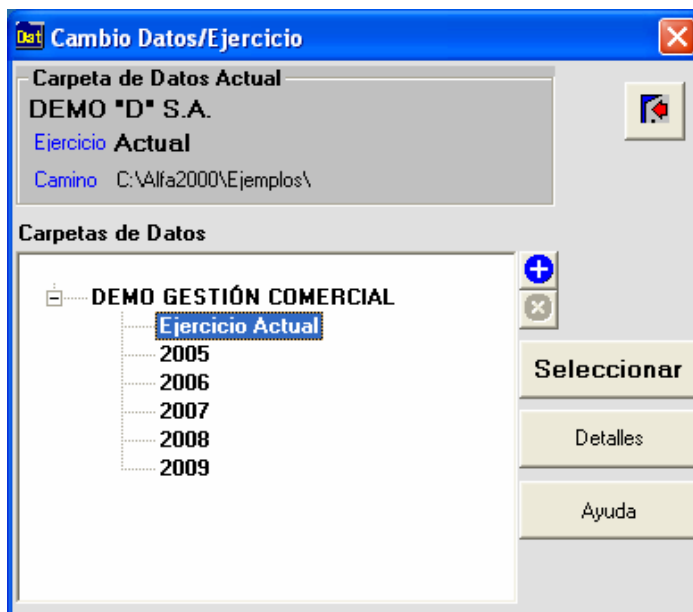 Dat Cambio Datos/Ejercicio
Carpeta de Datos Actual
DEMO "D" S.A.
Ejercicio Actual
Camino C:\Alfa2000\Ejemplos\
Carpetas de Datos
DEMO GESTIÓN COMERCIAL
Ejercicio Actual
2005
2006
2007
2008
2009
Seleccionar
Detalles
Ayuda